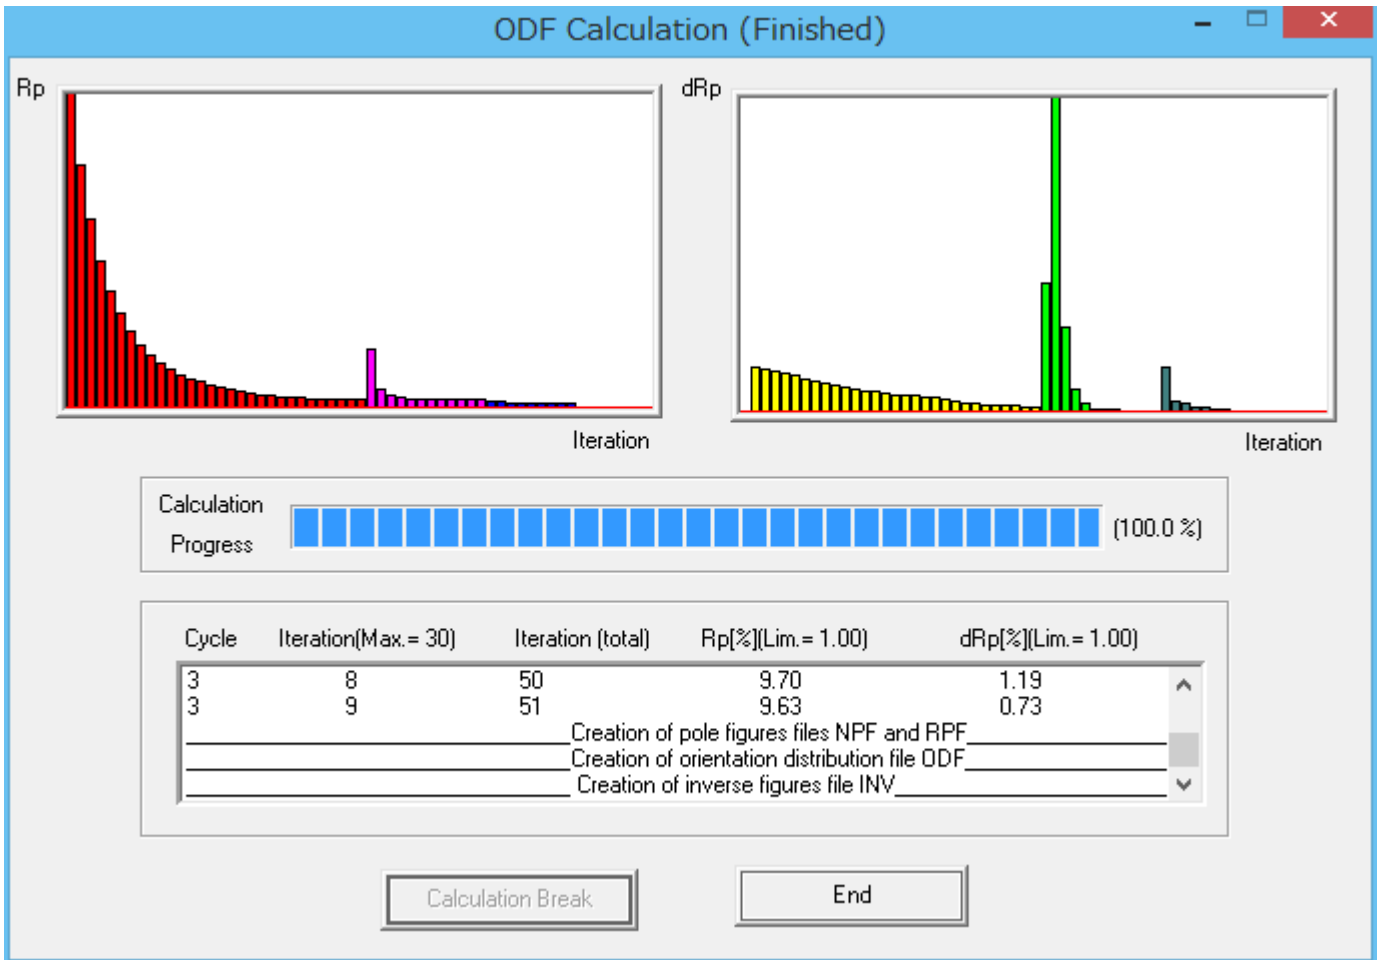 ODF Calculation (Finished)
Rp
dRp
Iteration
Iteration
Calculation
Progress
(100.0 %)
Cycle Iteration(Max.= 30) Iteration (total) Rp[%](Lim.= 1.00) dRp[%](Lim.= 1.00)
3 8 50 9.70 1.19
3 9 51 9.63 0.73
Creation of pole figures files NPF and RPF
Creation of orientation distribution file ODF
Creation of inverse figures file INV
Calculation Break
End